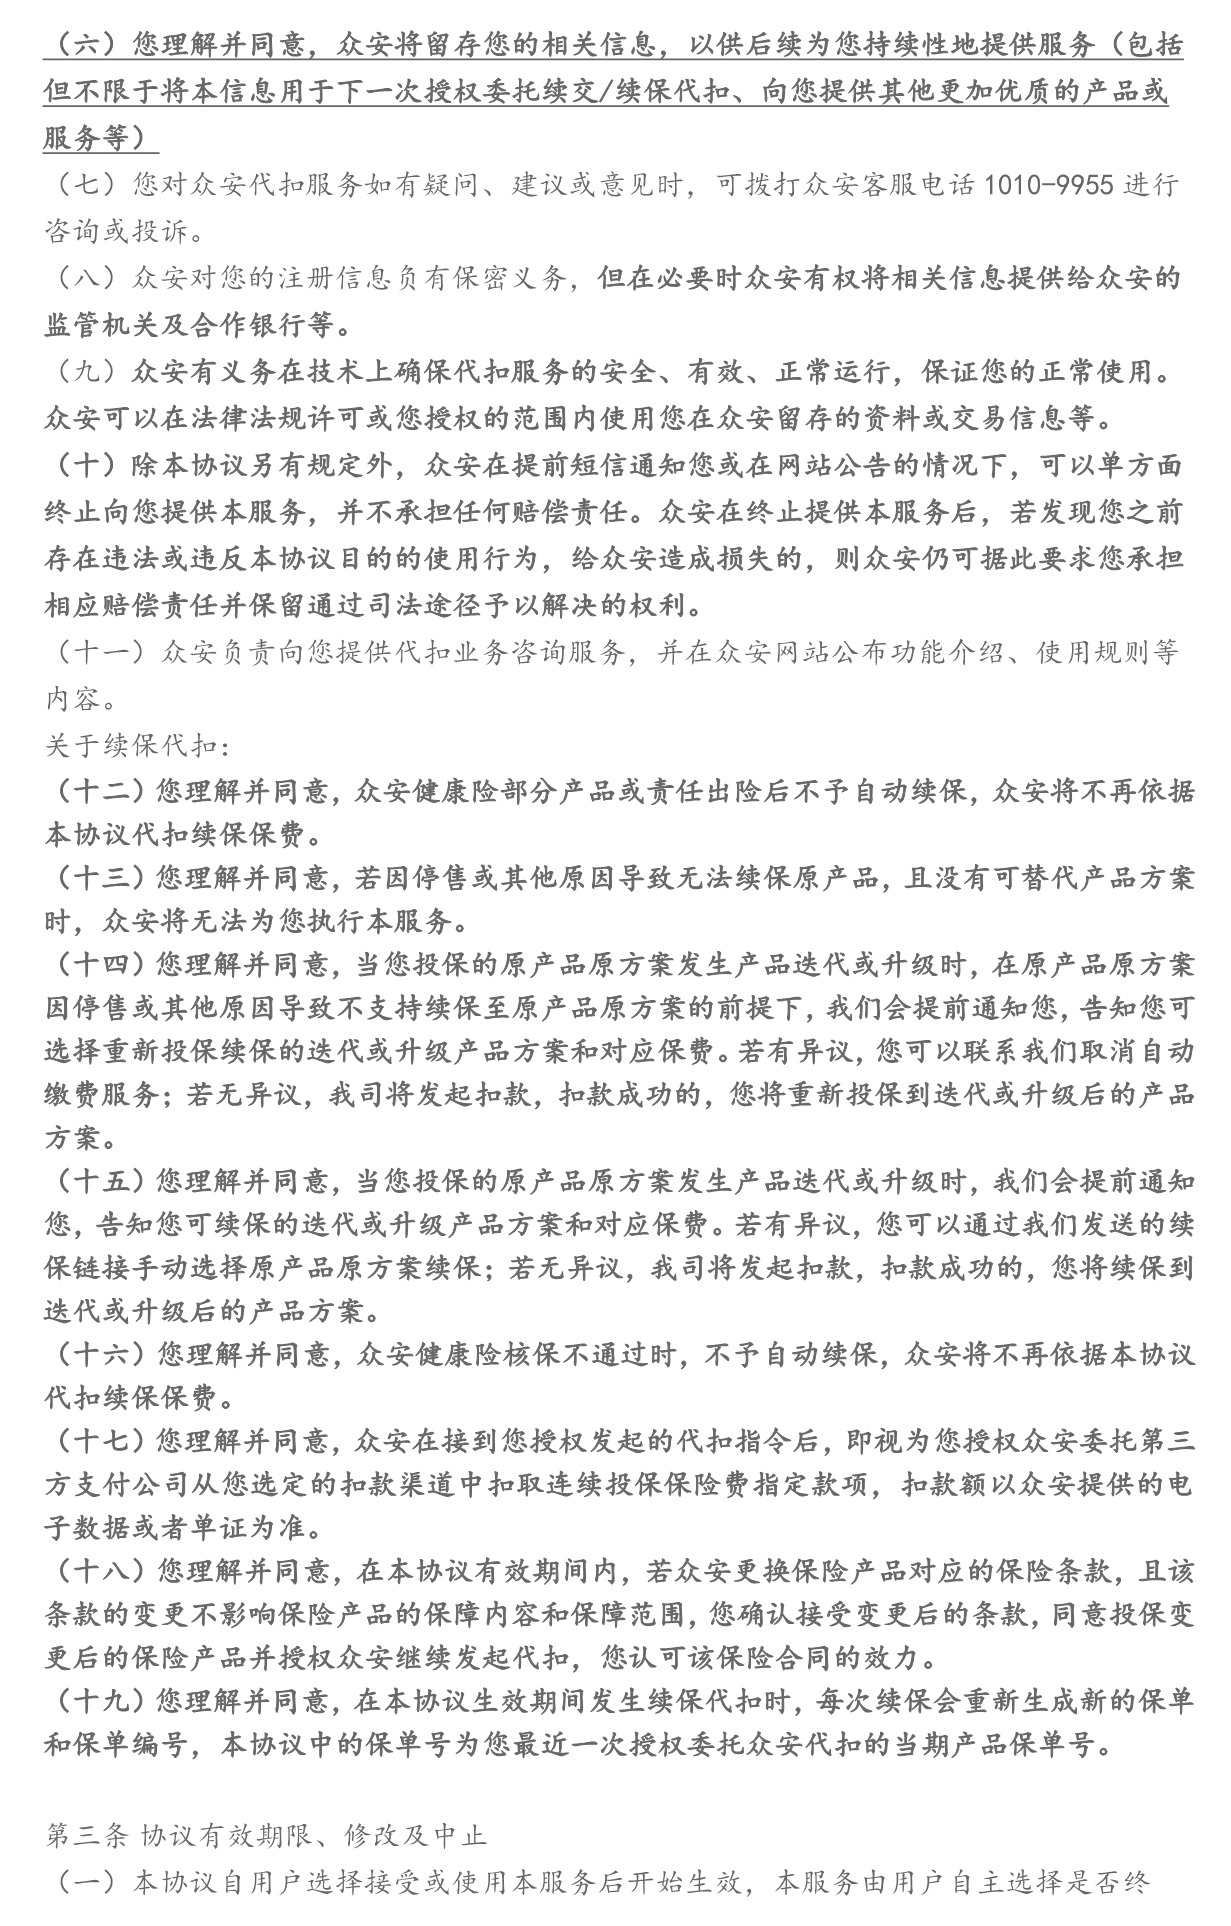 （六）您理解并同意，众安将留存您的相关信息，以供后续为您持续性地提供服务（包括
但不限于将本信息用于下一次授权委托续交/续保代扣、向您提供其他更加优质的产品或
服务等）
（七）您对众安代扣服务如有疑问、建议或意见时，可拨打众安客服电话 1010-9955 进行
咨询或投诉。
（八）众安对您的注册信息负有保密义务，但在必要时众安有权将相关信息提供给众安的
监管机关及合作银行等。
（九）众安有义务在技术上确保代扣服务的安全、有效、正常运行，保证您的正常使用。
众安可以在法律法规许可或您授权的范围内使用您在众安留存的资料或交易信息等。
（十）除本协议另有规定外，众安在提前短信通知您或在网站公告的情况下，可以单方面
终止向您提供本服务，并不承担任何赔偿责任。众安在终止提供本服务后，若发现您之前
存在违法或违反本协议目的的使用行为，给众安造成损失的，则众安仍可据此要求您承担
相应赔偿责任并保留通过司法途径予以解决的权利。
（十一）众安负责向您提供代扣业务咨询服务，并在众安网站公布功能介绍、使用规则等
内容。
关于续保代扣：
（十二）您理解并同意，众安健康险部分产品或责任出险后不予自动续保，众安将不再依据
本协议代扣续保保费。
（十三）您理解并同意，若因停售或其他原因导致无法续保原产品，且没有可替代产品方案
时，众安将无法为您执行本服务。
（十四）您理解并同意，当您投保的原产品原方案发生产品迭代或升级时，在原产品原方案
因停售或其他原因导致不支持续保至原产品原方案的前提下，我们会提前通知您，告知您可
选择重新投保续保的迭代或升级产品方案和对应保费。若有异议，您可以联系我们取消自动
缴费服务；若无异议，我司将发起扣款，扣款成功的，您将重新投保到迭代或升级后的产品
方案。
（十五）您理解并同意，当您投保的原产品原方案发生产品迭代或升级时，我们会提前通知
您，告知您可续保的迭代或升级产品方案和对应保费。若有异议，您可以通过我们发送的续
保链接手动选择原产品原方案续保；若无异议，我司将发起扣款，扣款成功的，您将续保到
迭代或升级后的产品方案。
（十六）您理解并同意，众安健康险核保不通过时，不予自动续保，众安将不再依据本协议
代扣续保保费。
（十七）您理解并同意，众安在接到您授权发起的代扣指令后，即视为您授权众安委托第三
方支付公司从您选定的扣款渠道中扣取连续投保保险费指定款项，扣款额以众安提供的电
子数据或者单证为准。
（十八）您理解并同意，在本协议有效期间内，若众安更换保险产品对应的保险条款，且该
条款的变更不影响保险产品的保障内容和保障范围，您确认接受变更后的条款，同意投保变
更后的保险产品并授权众安继续发起代扣，您认可该保险合同的效力。
（十九）您理解并同意，在本协议生效期间发生续保代扣时，每次续保会重新生成新的保单
和保单编号，本协议中的保单号为您最近一次授权委托众安代扣的当期产品保单号。
第三条 协议有效期限、修改及中止
（一）本协议自用户选择接受或使用本服务后开始生效，本服务由用户自主选择是否终